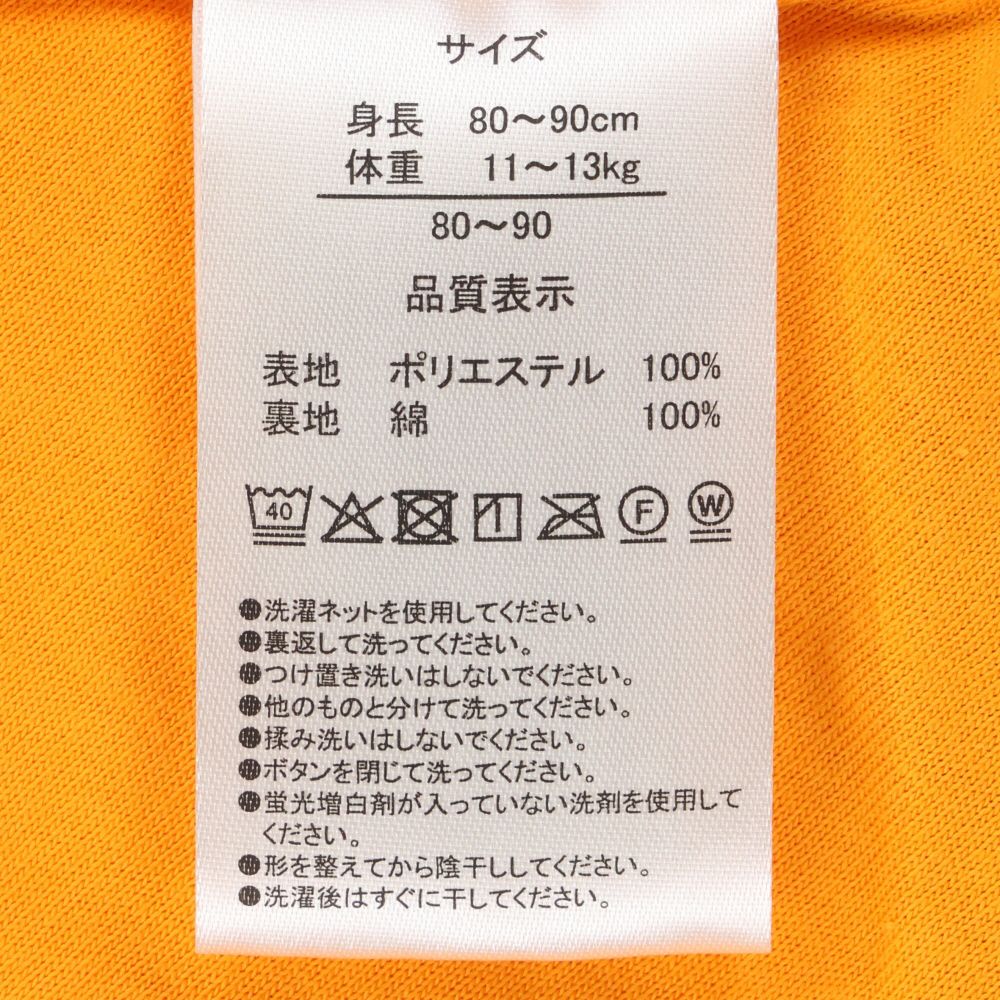 サイズ
身長 80～90cm
体重 11～13kg
80～90
品質表示
表地 ポリエステル 100%
裏地 綿 100%
40 F W
●洗濯ネットを使用してください。
●裏返して洗ってください。
●つけ置き洗いはしないでください。
●他のものと分けて洗ってください。
●揉み洗いはしないでください。
●ボタンを閉じて洗ってください。
●蛍光増白剤が入っていない洗剤を使用して
ください。
●形を整えてから陰干ししてください。
●洗濯後はすぐに干してください。